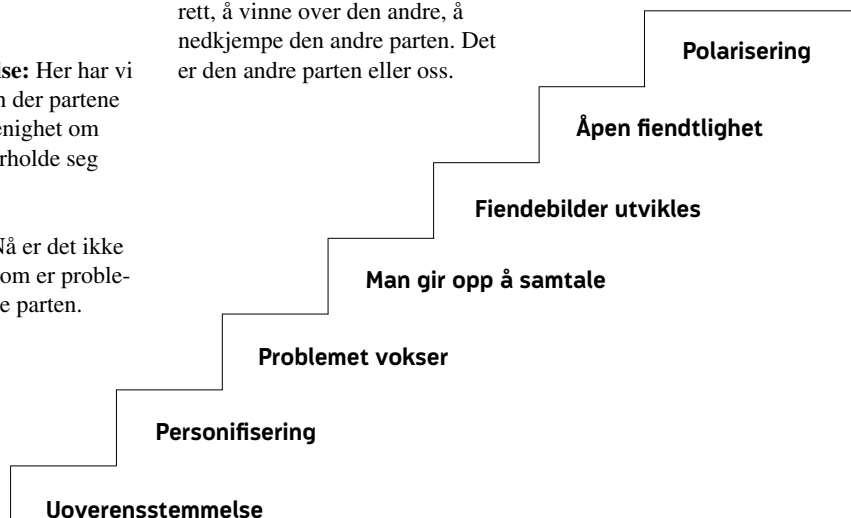 lse: Her har vi
n der partene
enighet om
rholde seg
Nå er det ikke
om er proble-
e parten.
rett, å vinne over den andre, å
nedkjempe den andre parten. Det
er den andre parten eller oss.
Polarisering
Åpen fiendtlighet
Fiendebilder utvikles
Man gir opp å samtale
Problemet vokser
Personifisering
Uoverensstemmelse